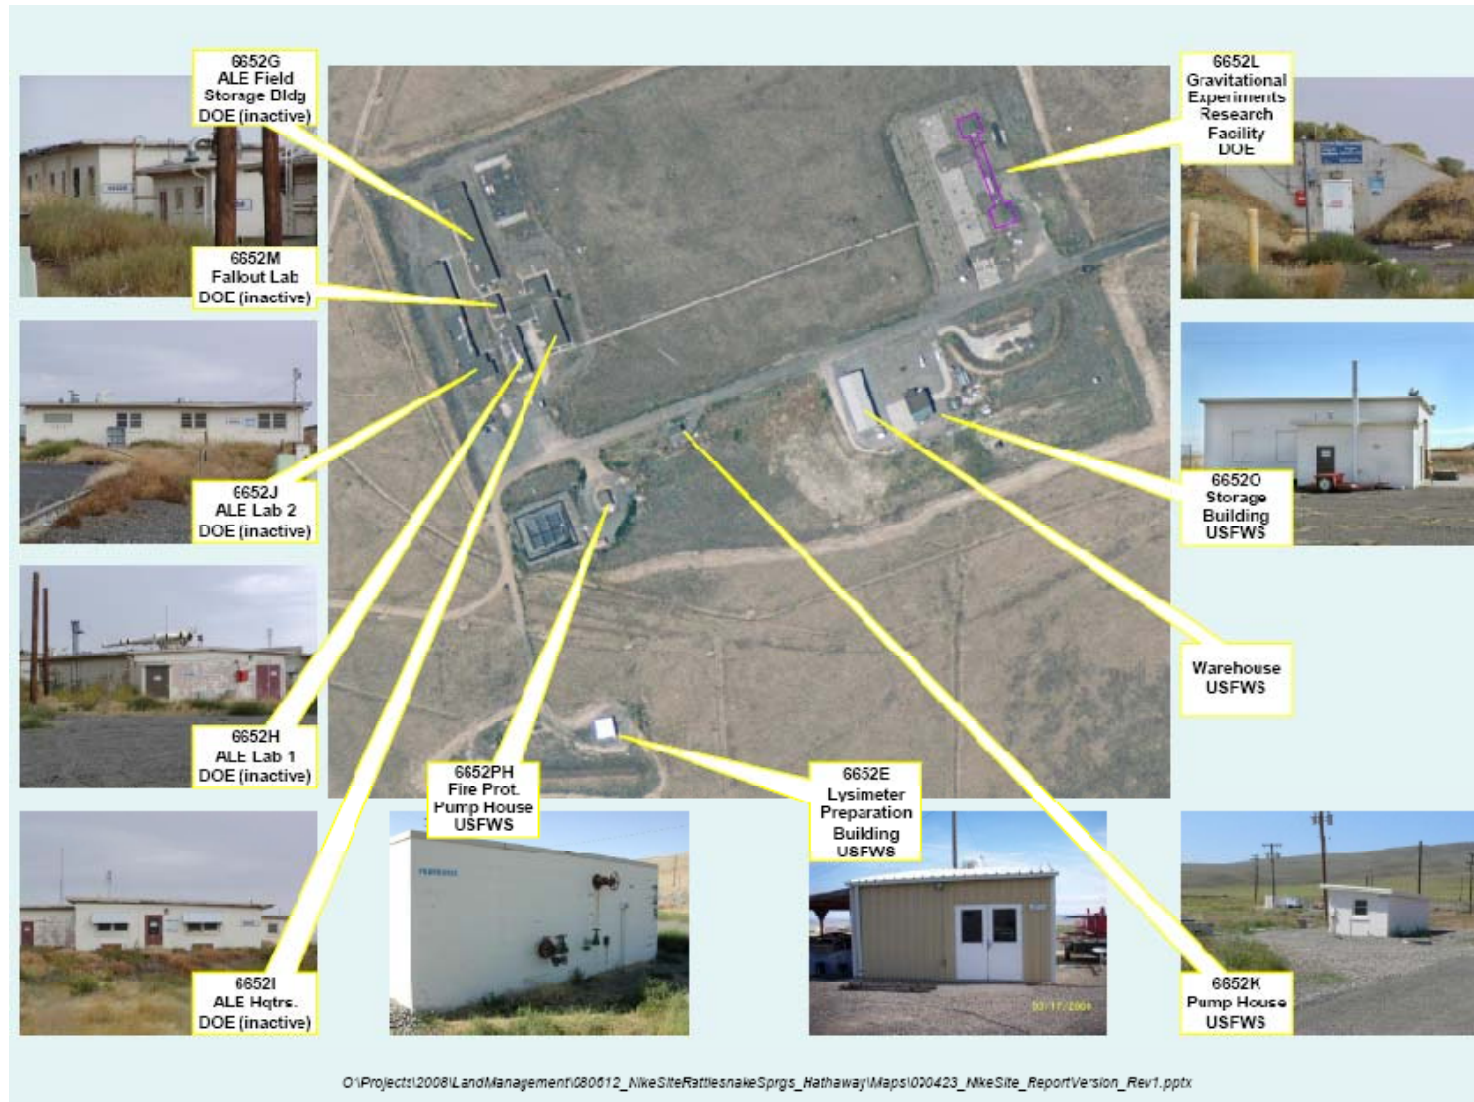 6652G
ALE Field
Storage Bldg
DOE (inactive)
6652L
Gravitational
Experiments
Research
Facility
DOE
6652M
Fallout Lab
DOE (inactive)
6652J
ALE Lab 2
DOE (inactive)
6652O
Storage
Building
USFWS
Warehouse
USFWS
6652H
ALE Lab 1
DOE (inactive)
6652PH
Fire Prot.
Pump House
USFWS
6652E
Lysimeter
Preparation
Building
USFWS
6652I
ALE Hqtrs.
DOE (inactive)
6652K
Pump House
USFWS
O:\Projects\2008\LandManagement\080612_NikeSiteRattlesnakeSprgs_Hathaway\Maps\090423_NikeSite_ReportVersion_Rev1.pptx